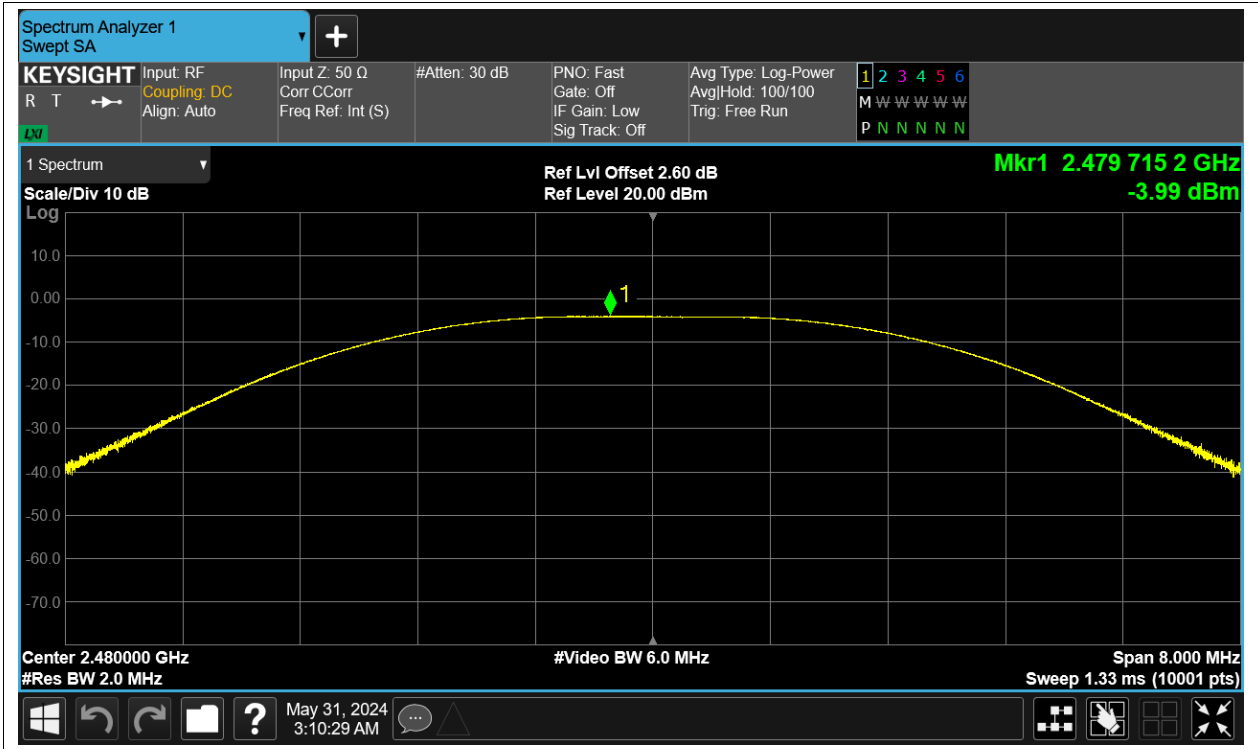 Spectrum Analyzer 1
Swept SA
KEYSIGHT
R T
LXI
Input: RF
Coupling: DC
Align: Auto
Input Z: 50 Ω
Corr CCorr
Freq Ref: Int (S)
#Atten: 30 dB
PNO: Fast
Gate: Off
IF Gain: Low
Sig Track: Off
Avg Type: Log-Power
Avg|Hold: 100/100
Trig: Free Run
1 2 3 4 5 6
M W W W W W W
P N N N N N N
1 Spectrum
Scale/Div 10 dB
Ref Lvl Offset 2.60 dB
Ref Level 20.00 dBm
Mkr1 2.479 715 2 GHz
-3.99 dBm
Log
10.0
0.00
-10.0
-20.0
-30.0
-40.0
-50.0
-60.0
-70.0
1
Center 2.480000 GHz
#Video BW 6.0 MHz
Span 8.000 MHz
#Res BW 2.0 MHz
Sweep 1.33 ms (10001 pts)
?
May 31, 2024
3:10:29 AM